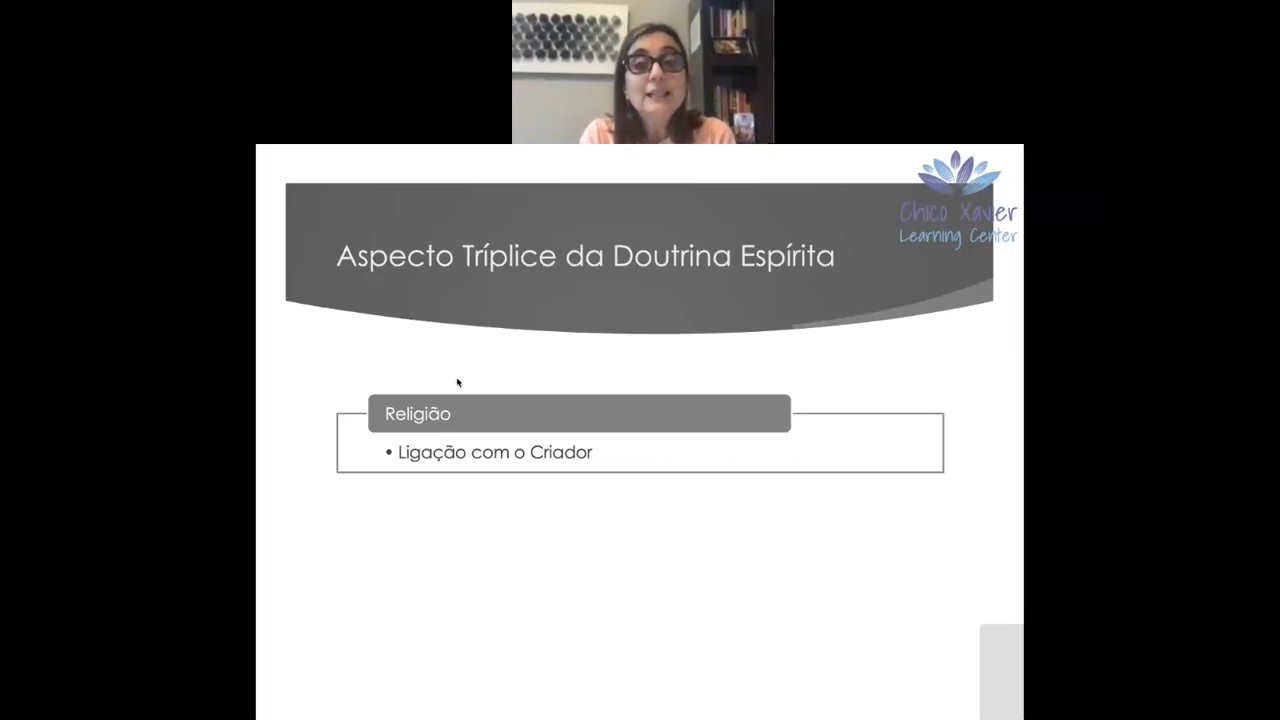 Chico Xavier
Learning Center
Aspecto Tríplice da Doutrina Espírita
Religião
• Ligação com o Criador